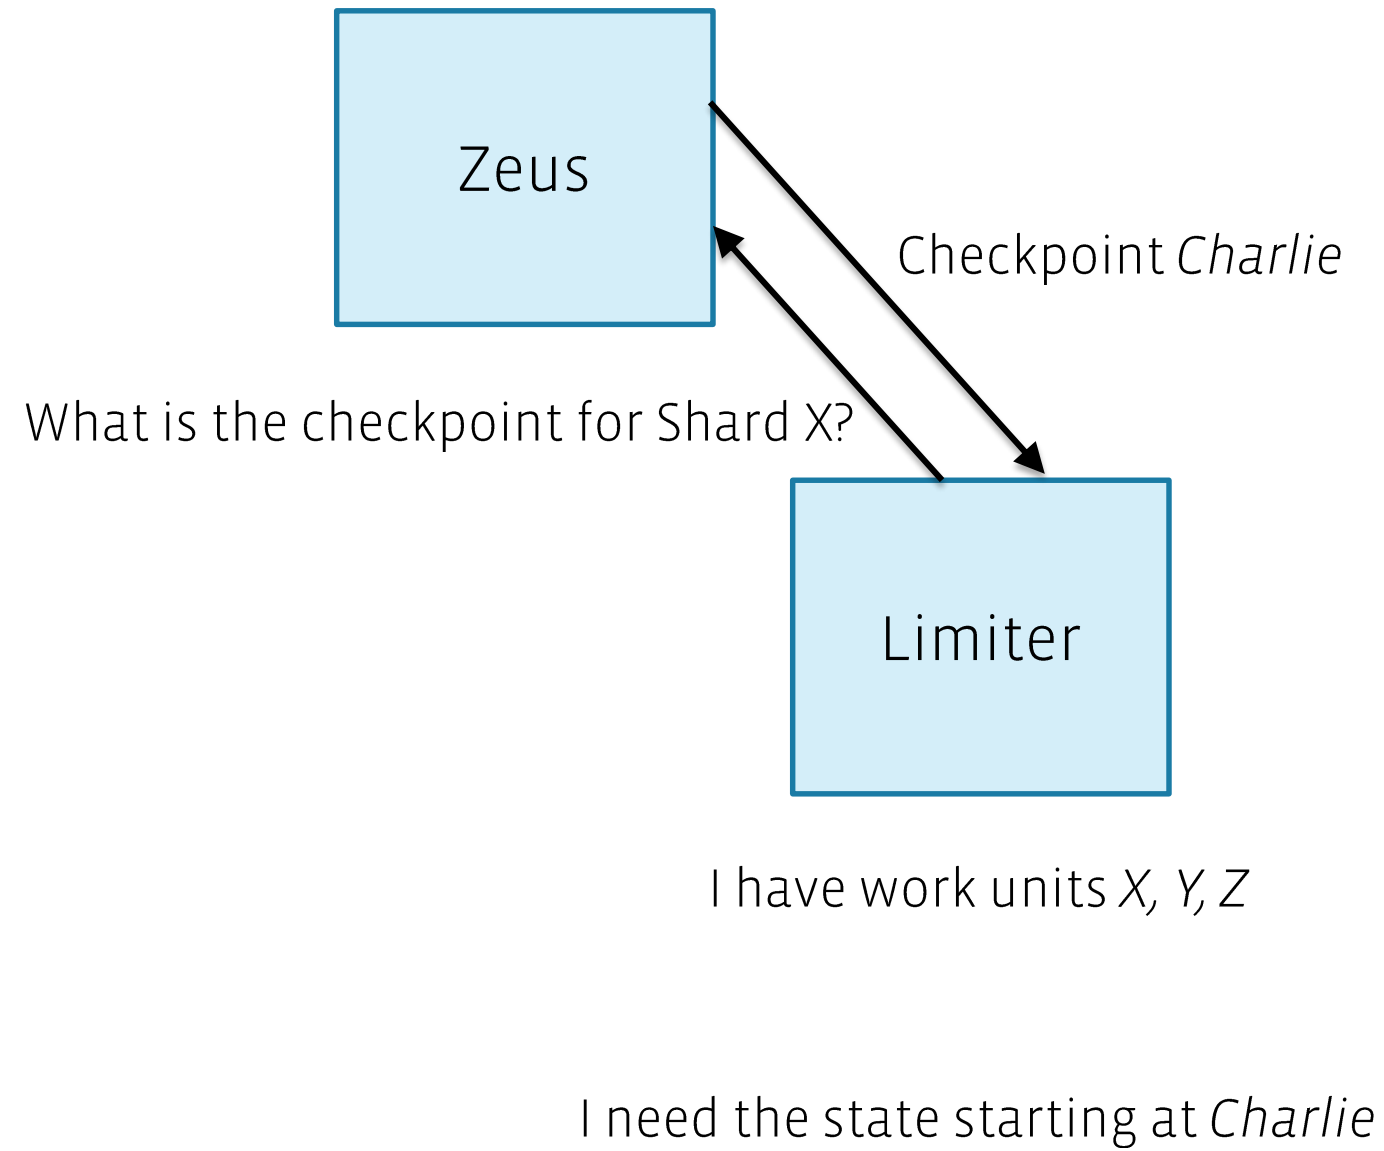 Zeus
Checkpoint Charlie
What is the checkpoint for Shard X?
Limiter
I have work units X, Y, Z
I need the state starting at Charlie